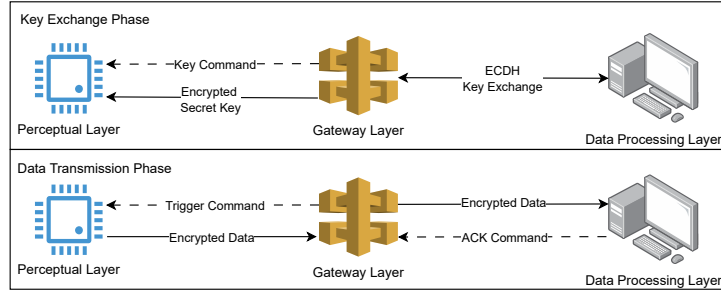 Key Exchange Phase
Key Command
ECDH
Key Exchange
Encrypted
Secret Key
Perceptual Layer
Gateway Layer
Data Processing Layer
Data Transmission Phase
Trigger Command
Encrypted Data
Encrypted Data
ACK Command
Perceptual Layer
Gateway Layer
Data Processing Layer